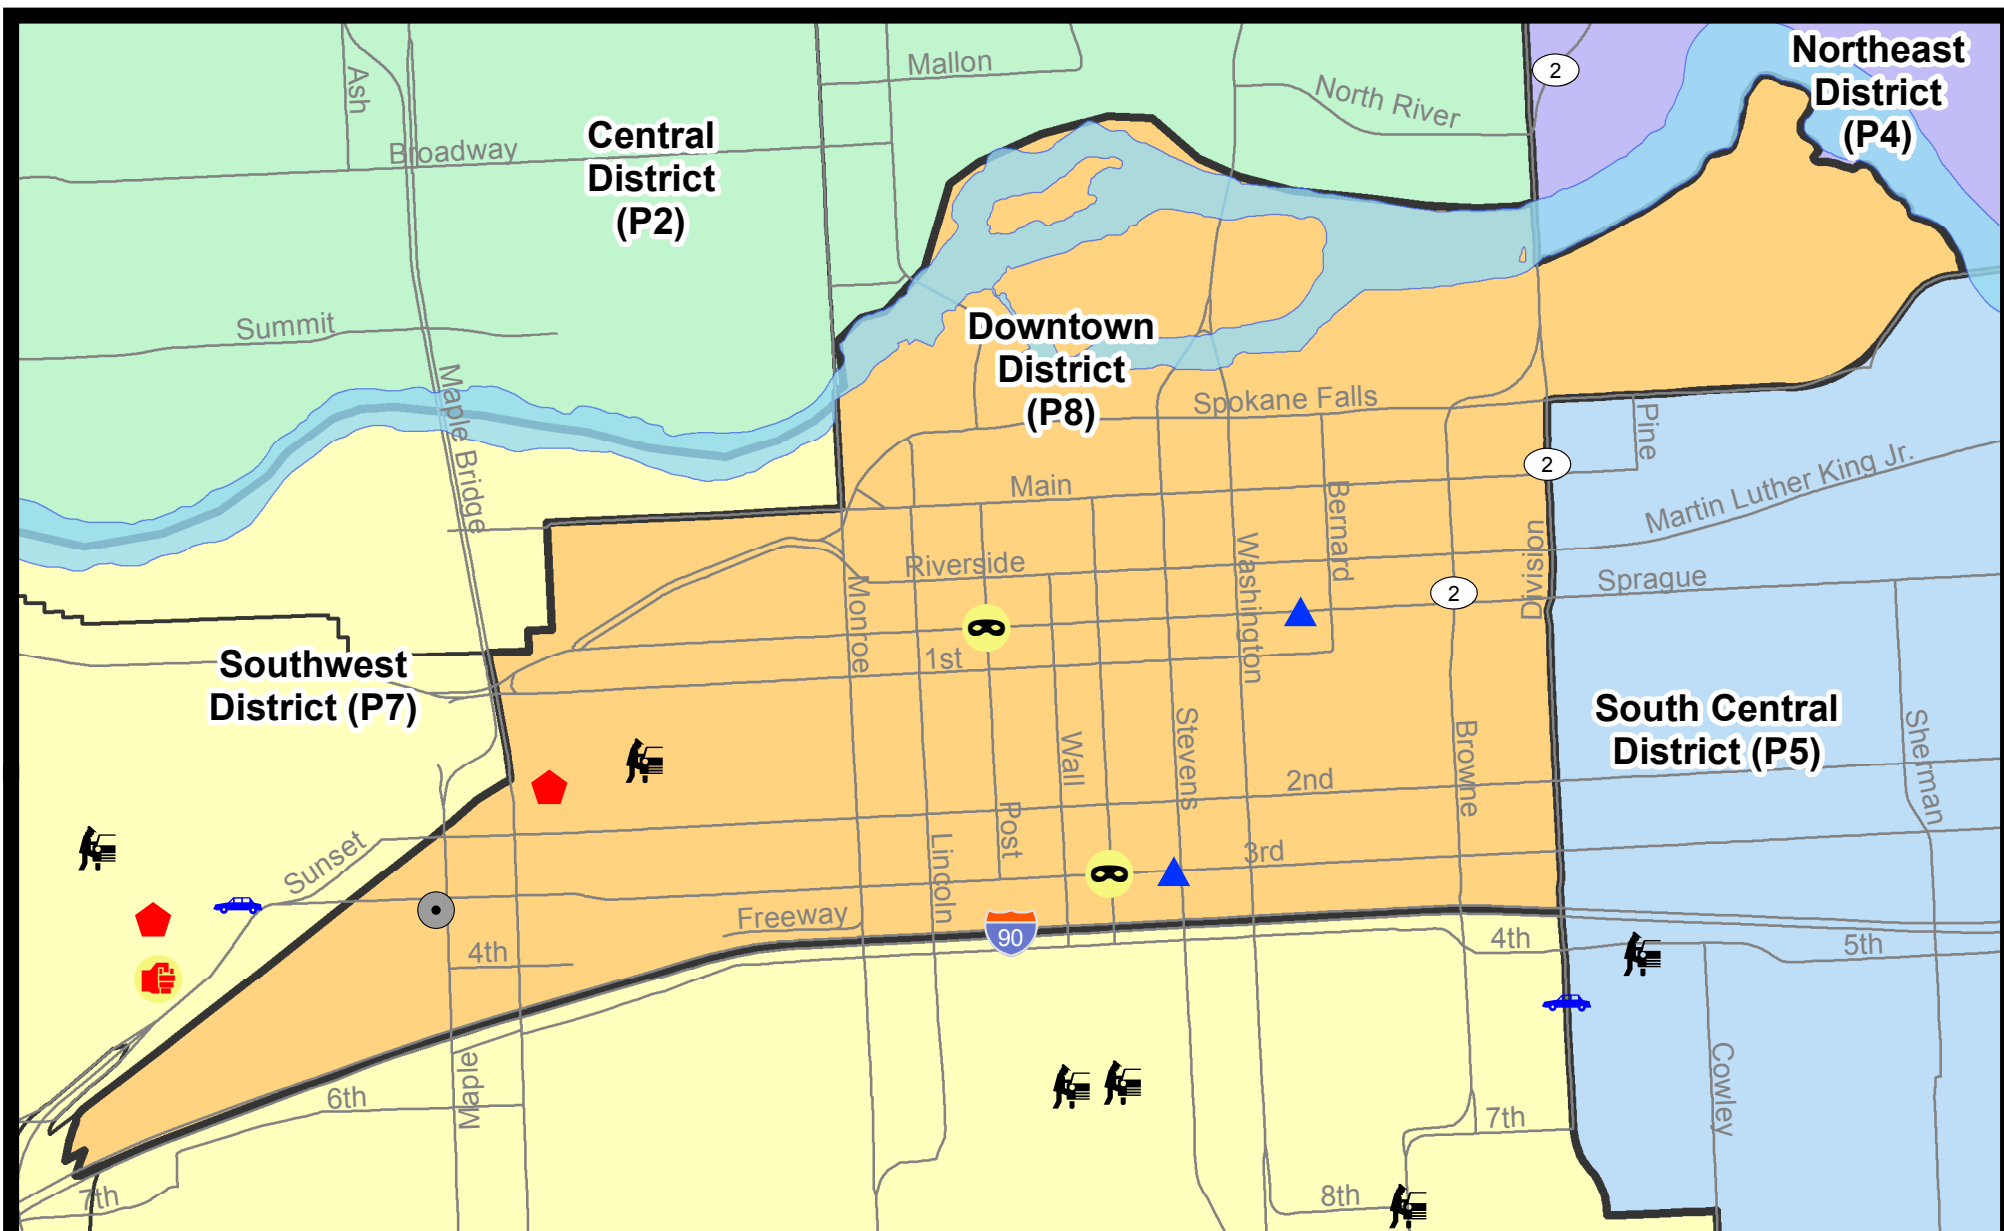 Northeast
District
(P4)
2
Mallon
Ash
North River
Central
District
(P2)
Broadway
Summit
Downtown
District
(P8)
Maple Bridge
Spokane Falls
Pine
2
Main
Bernard
Martin Luther King Jr.
Riverside
Washington
Division
Monroe
2
Sprague
Southwest
District (P7)
1st
South Central
District (P5)
Stevens
Wall
Browne
Sherman
2nd
Post
Sunset
Lincoln
3rd
Freeway
90
4th
4th
5th
Maple
6th
Cowley
7th
7th
8th